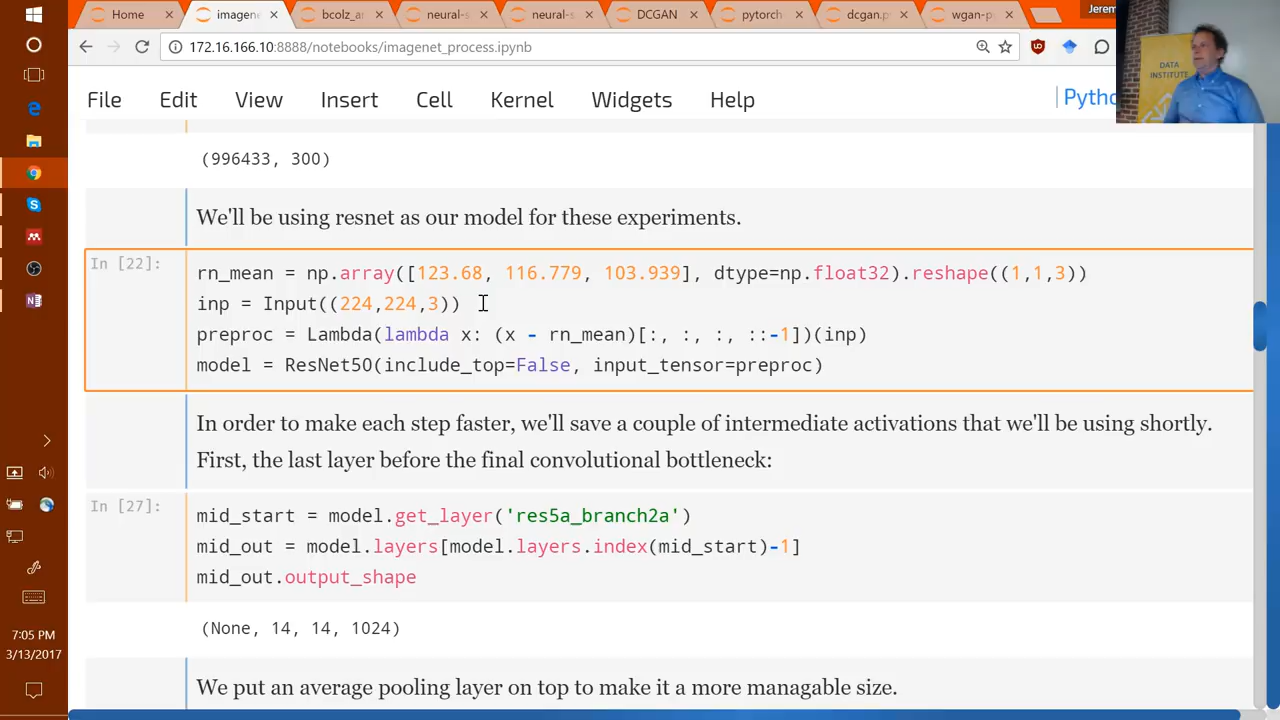 Home
imagene
bcolz_ar
neural-s
neural-s
DCGAN
pytorch
dcgan.p
wgan-p
Jerem
172.16.166.10:8888/notebooks/imagenet_process.ipynb
File Edit View Insert Cell Kernel Widgets Help
Pytho
DATA
INSTITUTE
(996433, 300)
We'll be using resnet as our model for these experiments.
In [22]:
rn_mean = np.array([123.68, 116.779, 103.939], dtype=np.float32).reshape((1,1,3))
inp = Input((224,224,3))
preproc = Lambda(lambda x: (x - rn_mean)[:, :, :, ::-1])(inp)
model = ResNet50(include_top=False, input_tensor=preproc)
In order to make each step faster, we'll save a couple of intermediate activations that we'll be using shortly.
First, the last layer before the final convolutional bottleneck:
In [27]:
mid_start = model.get_layer('res5a_branch2a')
mid_out = model.layers[model.layers.index(mid_start)-1]
mid_out.output_shape
(None, 14, 14, 1024)
We put an average pooling layer on top to make it a more managable size.
7:05 PM
3/13/2017